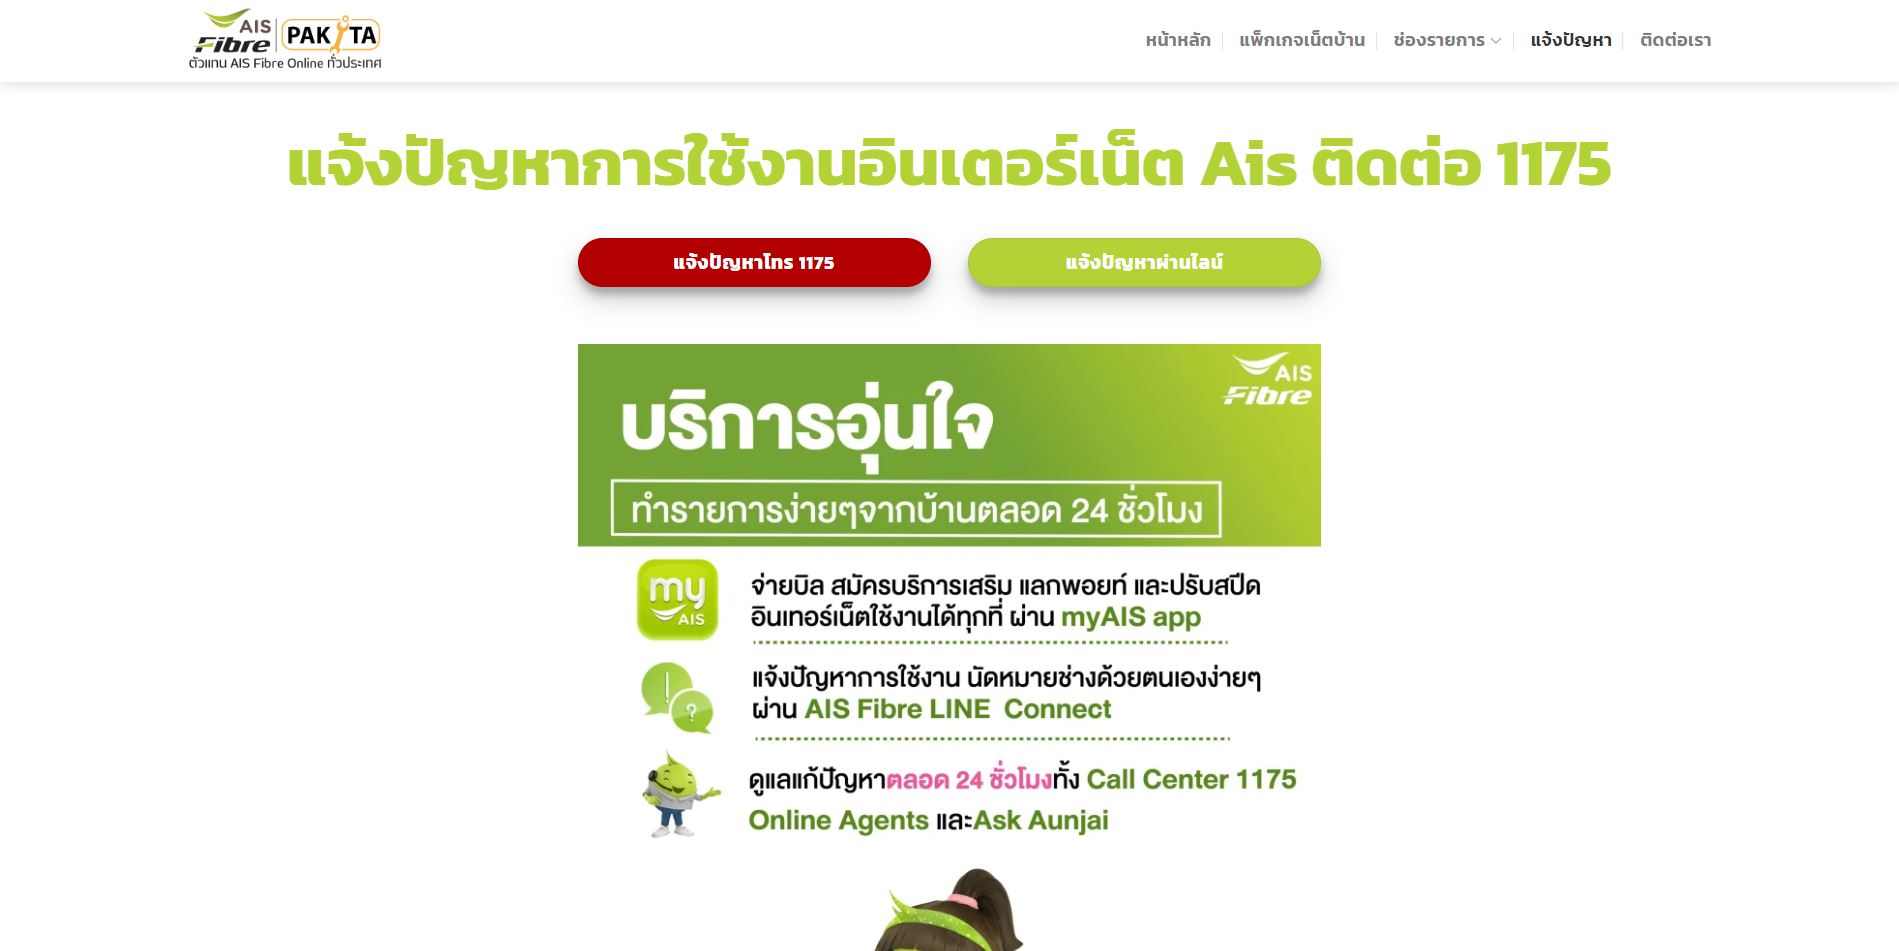 AIS
Fibre
PAKITA
ตัวแทน AIS Fibre Online ทั่วประเทศ
หน้าหลัก
แพ็กเกจเน็ตบ้าน
ช่องรายการ
แจ้งปัญหา
ติดต่อเรา
แจ้งปัญหาการใช้งานอินเตอร์เน็ต Ais ติดต่อ 1175
แจ้งปัญหาโทร 1175
แจ้งปัญหาผ่านไลน์
AIS
Fibre
บริการอุ่นใจ
ทำรายการง่ายๆจากบ้านตลอด 24 ชั่วโมง
my
AIS
จ่ายบิล สมัครบริการเสริม แลกพอยท์ และปรับสปีด
อินเทอร์เน็ตใช้งานได้ทุกที่ ผ่าน myAIS app
แจ้งปัญหาการใช้งาน นัดหมายช่างด้วยตนเองง่ายๆ
ผ่าน AIS Fibre LINE Connect
ดูแลแก้ปัญหาตลอด 24 ชั่วโมงทั้ง Call Center 1175
Online Agents และAsk Aunjai